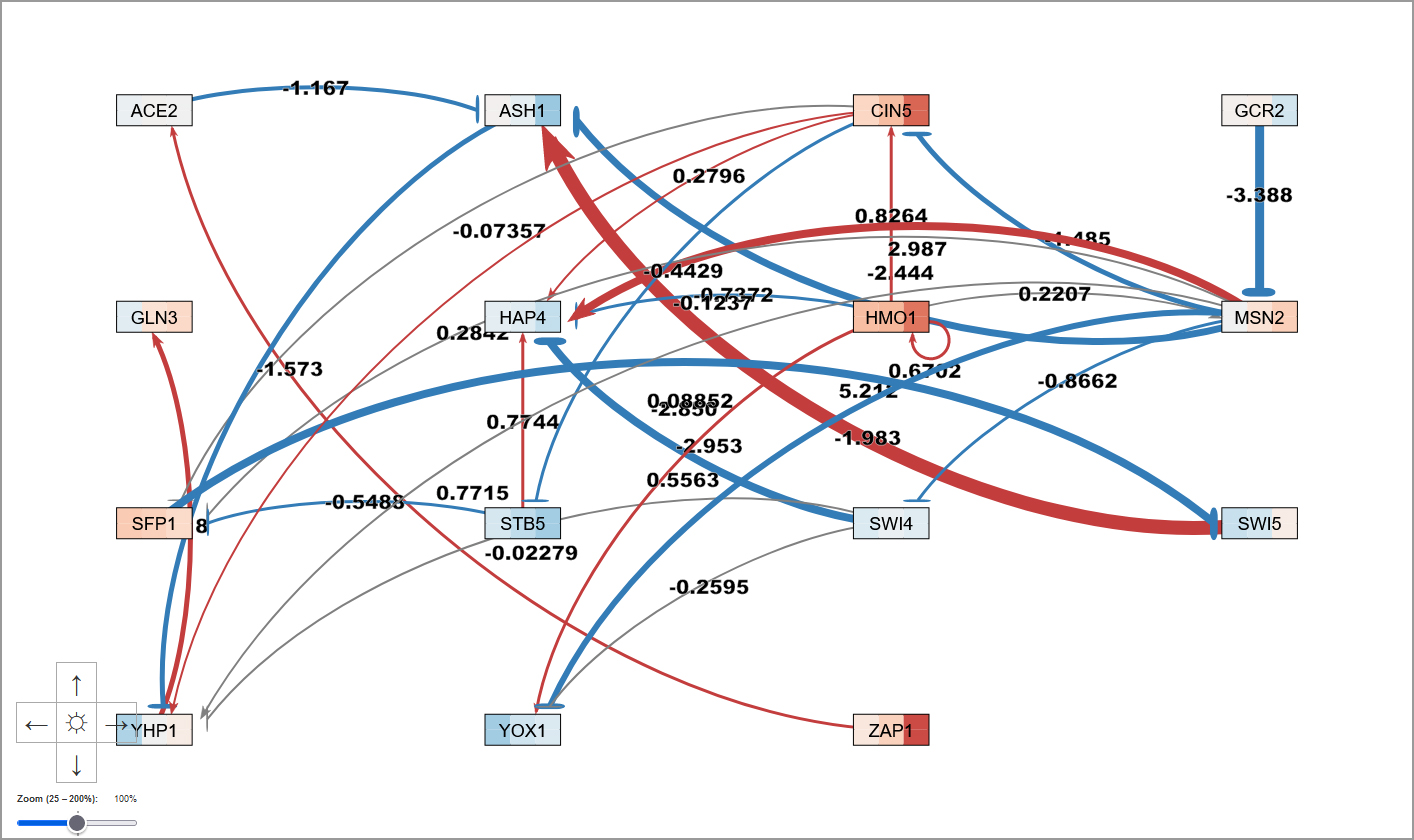 -1.167
ACE2
ASH1
CIN5
GCR2
0.2796
-3.388
0.8264
-0.07357
2.987
-1.485
-0.4429
-2.444
-0.7372
-0.1237
0.2207
GLN3
HAP4
HMO1
MSN2
0.2842
-1.573
0.6702
-0.8662
5.212
0.08852
-2.850
0.7744
-1.983
-2.953
0.5563
0.7715
-0.5488
SFP1
8
STB5
SWI4
SWI5
-0.02279
-0.2595
↑
← → YHP1
YOX1
ZAP1
↓
Zoom (25 – 200%): 100%